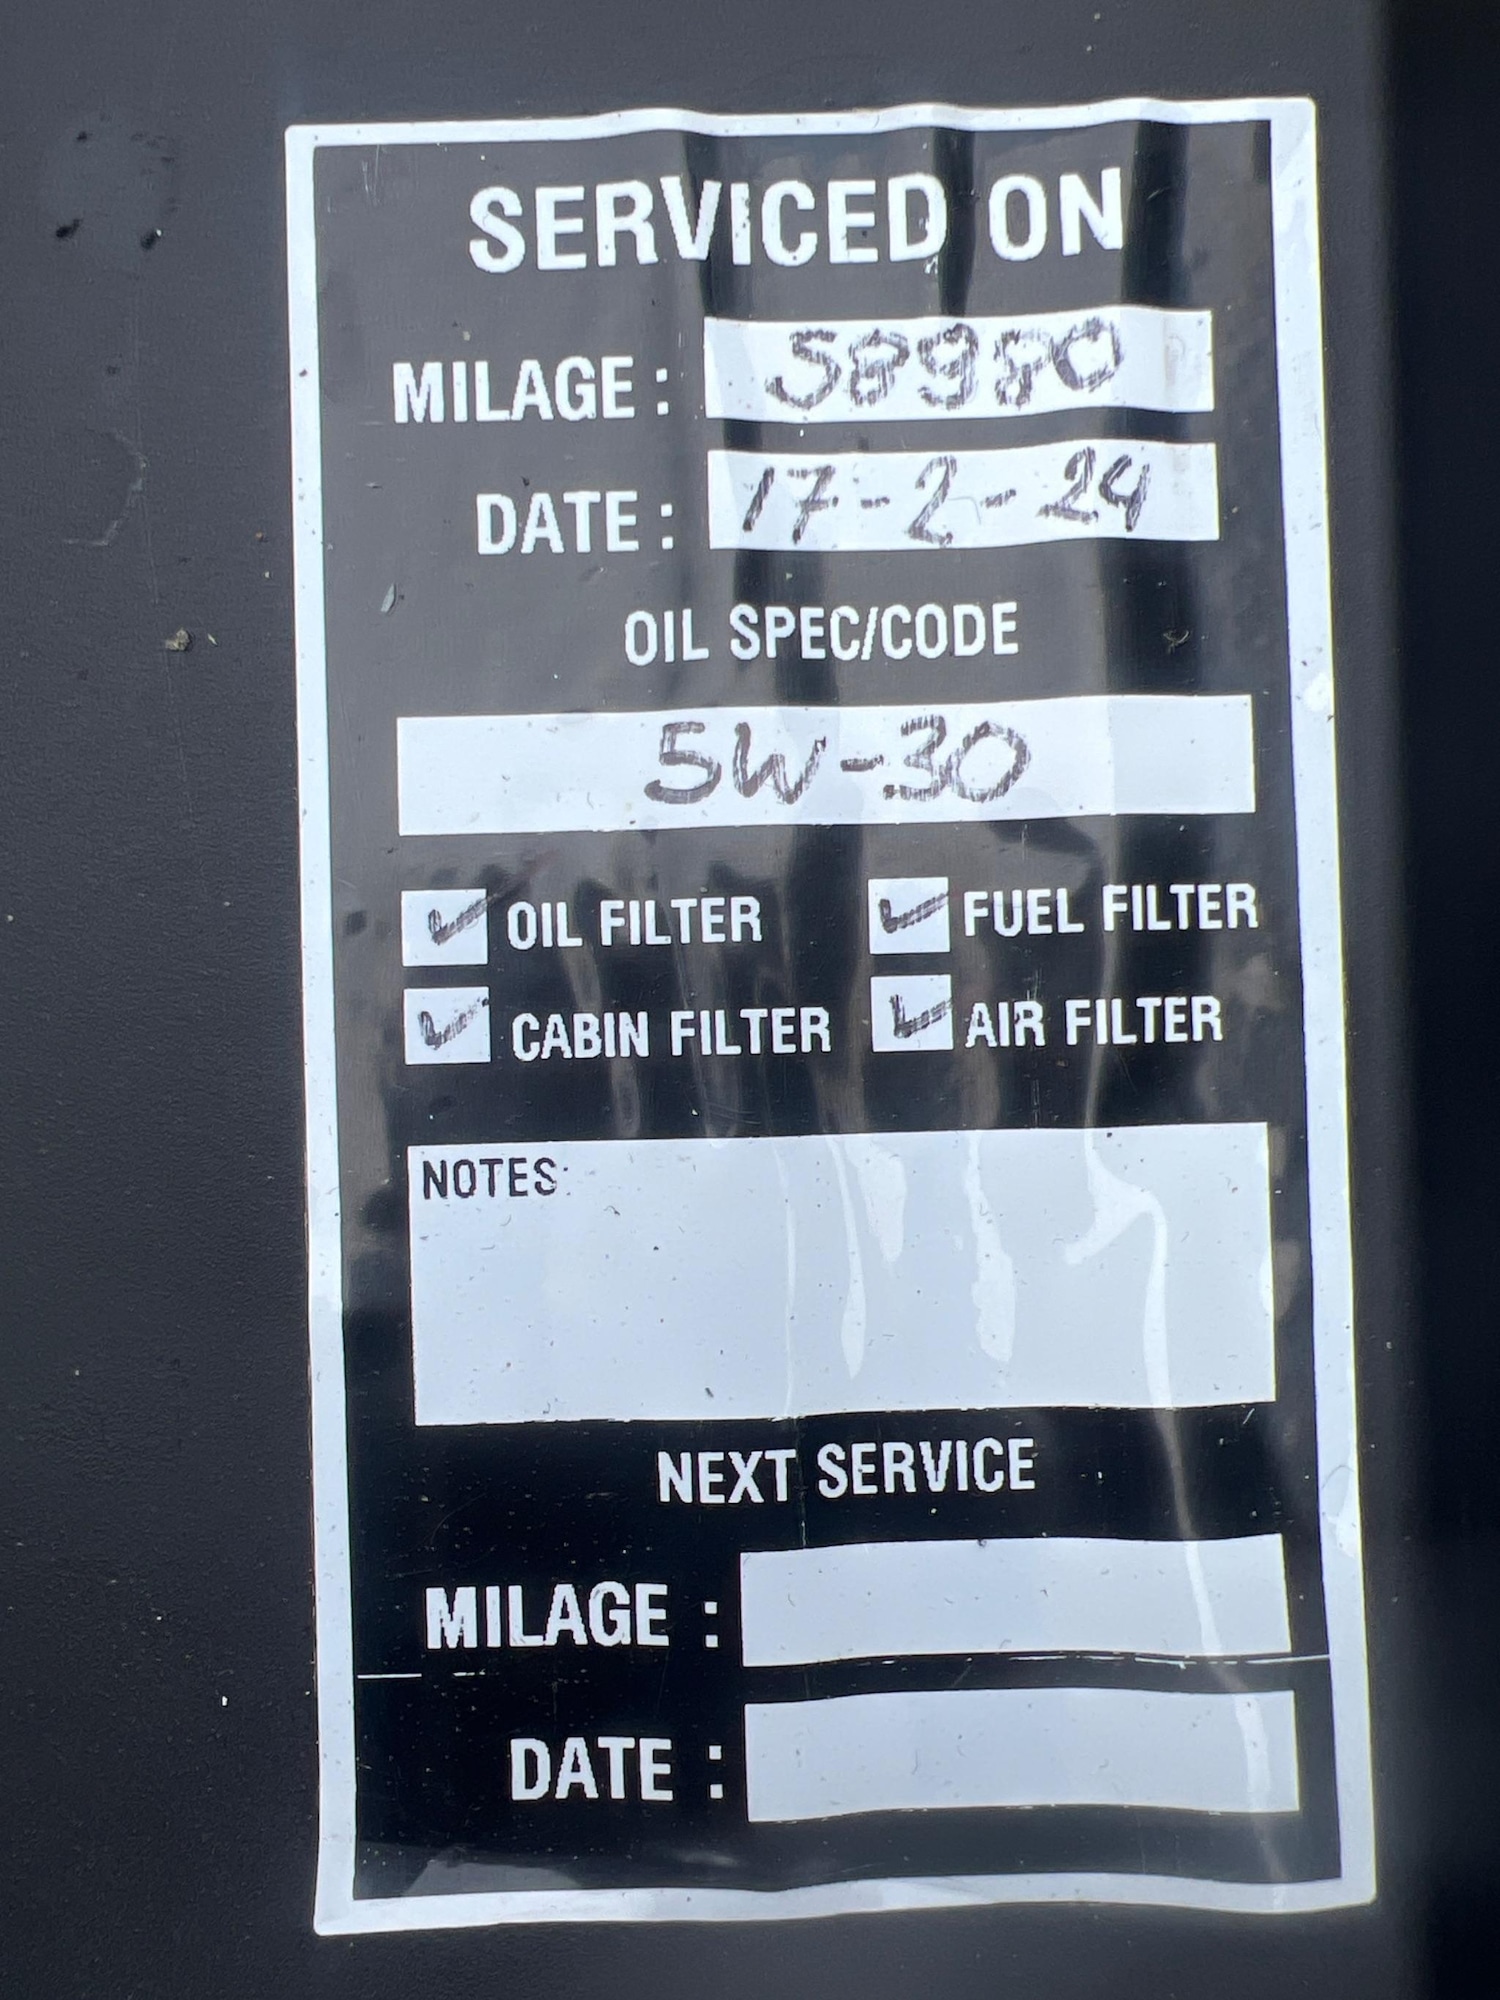 SERVICED ON
MILAGE: 58980
DATE: 17-2-24
OIL SPEC/CODE
5W-30
OIL FILTER FUEL FILTER
CABIN FILTER AIR FILTER
NOTES:
NEXT SERVICE
MILAGE :
DATE :